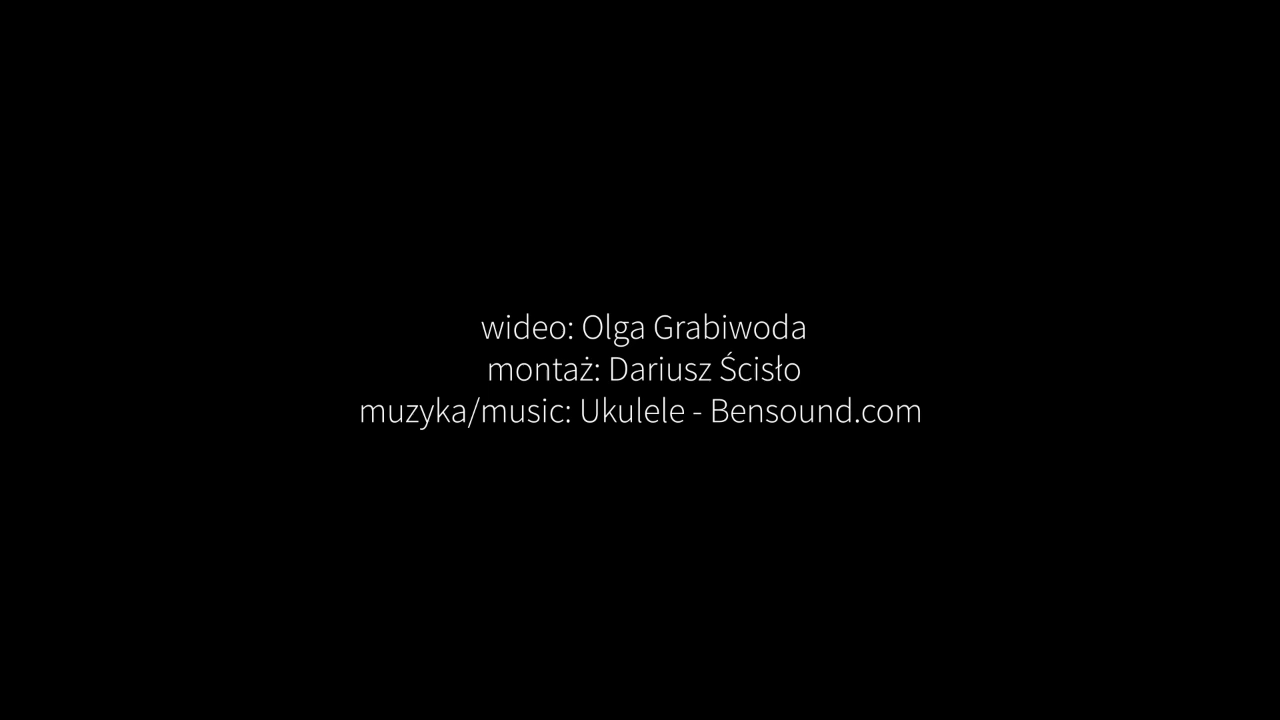 wideo: Olga Grabiwoda
montaż: Dariusz Ścisło
muzyka/music: Ukulele - Bensound.com